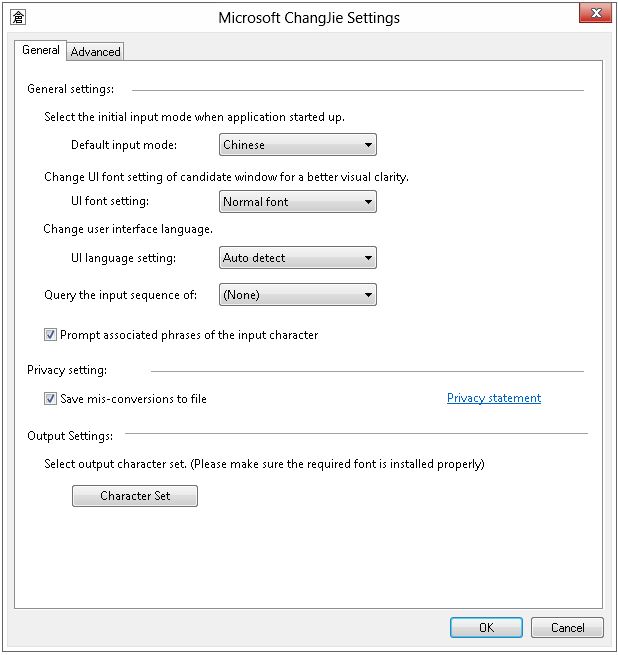 倉
Microsoft ChangJie Settings
General
Advanced
General settings:
Select the initial input mode when application started up.
Default input mode:
Chinese
Change UI font setting of candidate window for a better visual clarity.
UI font setting:
Normal font
Change user interface language.
UI language setting:
Auto detect
Query the input sequence of:
(None)
Prompt associated phrases of the input character
Privacy setting:
Save mis-conversions to file
Privacy statement
Output Settings:
Select output character set. (Please make sure the required font is installed properly)
Character Set
OK
Cancel